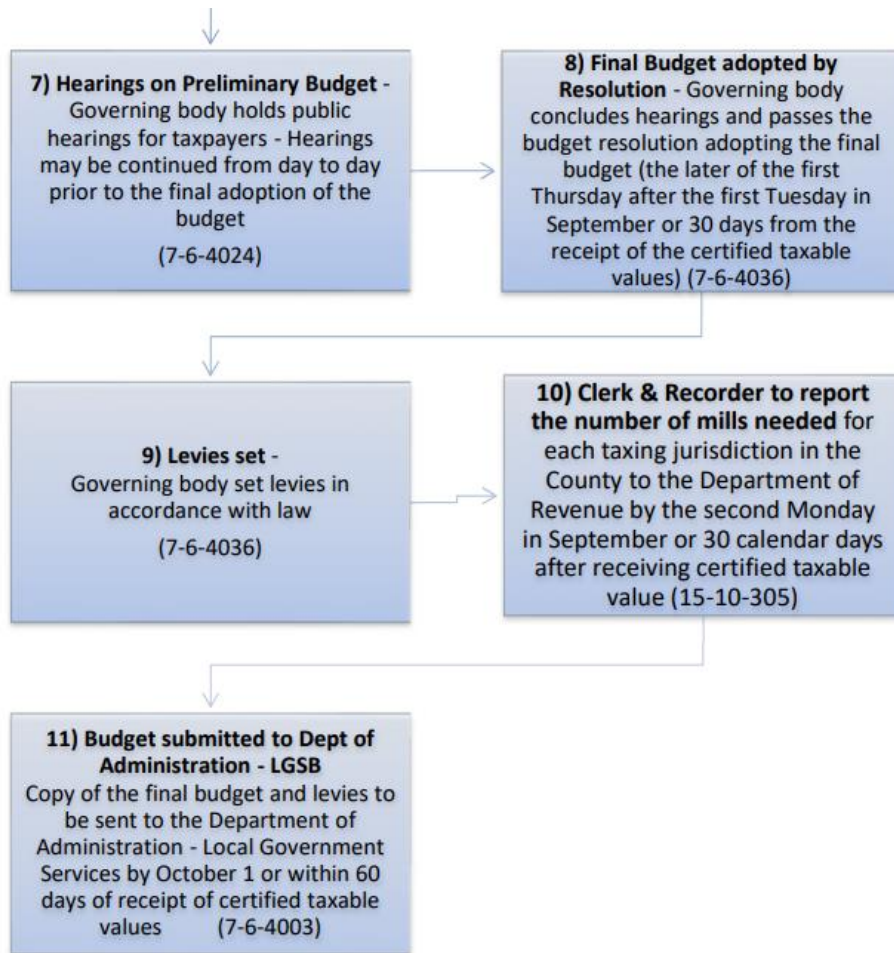 7) Hearings on Preliminary Budget -
Governing body holds public
hearings for taxpayers - Hearings
may be continued from day to day
prior to the final adoption of the
budget
(7-6-4024)
8) Final Budget adopted by
Resolution - Governing body
concludes hearings and passes the
budget resolution adopting the final
budget (the later of the first
Thursday after the first Tuesday in
September or 30 days from the
receipt of the certified taxable
values) (7-6-4036)
9) Levies set -
Governing body set levies in
accordance with law
(7-6-4036)
10) Clerk & Recorder to report
the number of mills needed for
each taxing jurisdiction in the
County to the Department of
Revenue by the second Monday
in September or 30 calendar days
after receiving certified taxable
value (15-10-305)
11) Budget submitted to Dept of
Administration - LGSB
Copy of the final budget and levies to
be sent to the Department of
Administration - Local Government
Services by October 1 or within 60
days of receipt of certified taxable
values (7-6-4003)